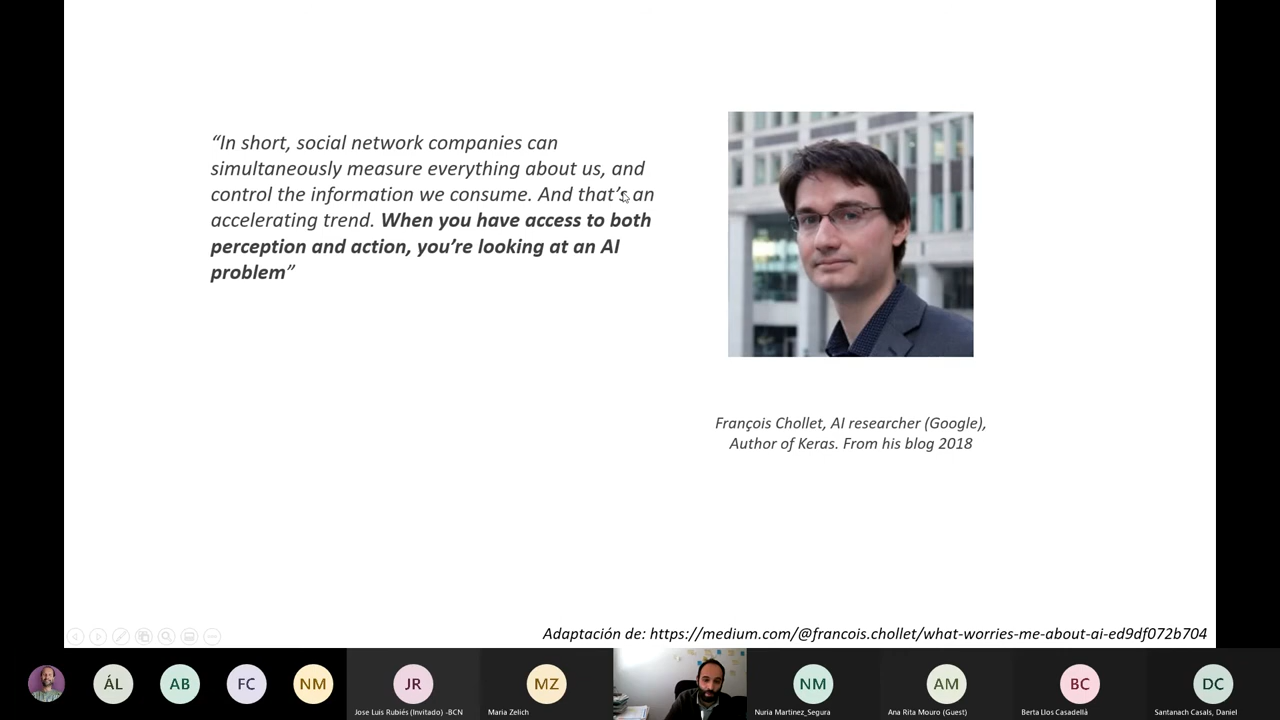 “In short, social network companies can
simultaneously measure everything about us, and
control the information we consume. And that’s an
accelerating trend. When you have access to both
perception and action, you’re looking at an AI
problem”
François Chollet, AI researcher (Google),
Author of Keras. From his blog 2018
Adaptación de: https://medium.com/@francois.chollet/what-worries-me-about-ai-ed9df072b704
ÁL
AB
FC
NM
JR
MZ
NM
AM
BC
DC
Jose Luis Rubiés (Invitado) -BCN
Maria Zelich
Nuria Martinez_Segura
Ana Rita Mouro (Guest)
Berta Llos Casadellà
Santanach Casals, Daniel